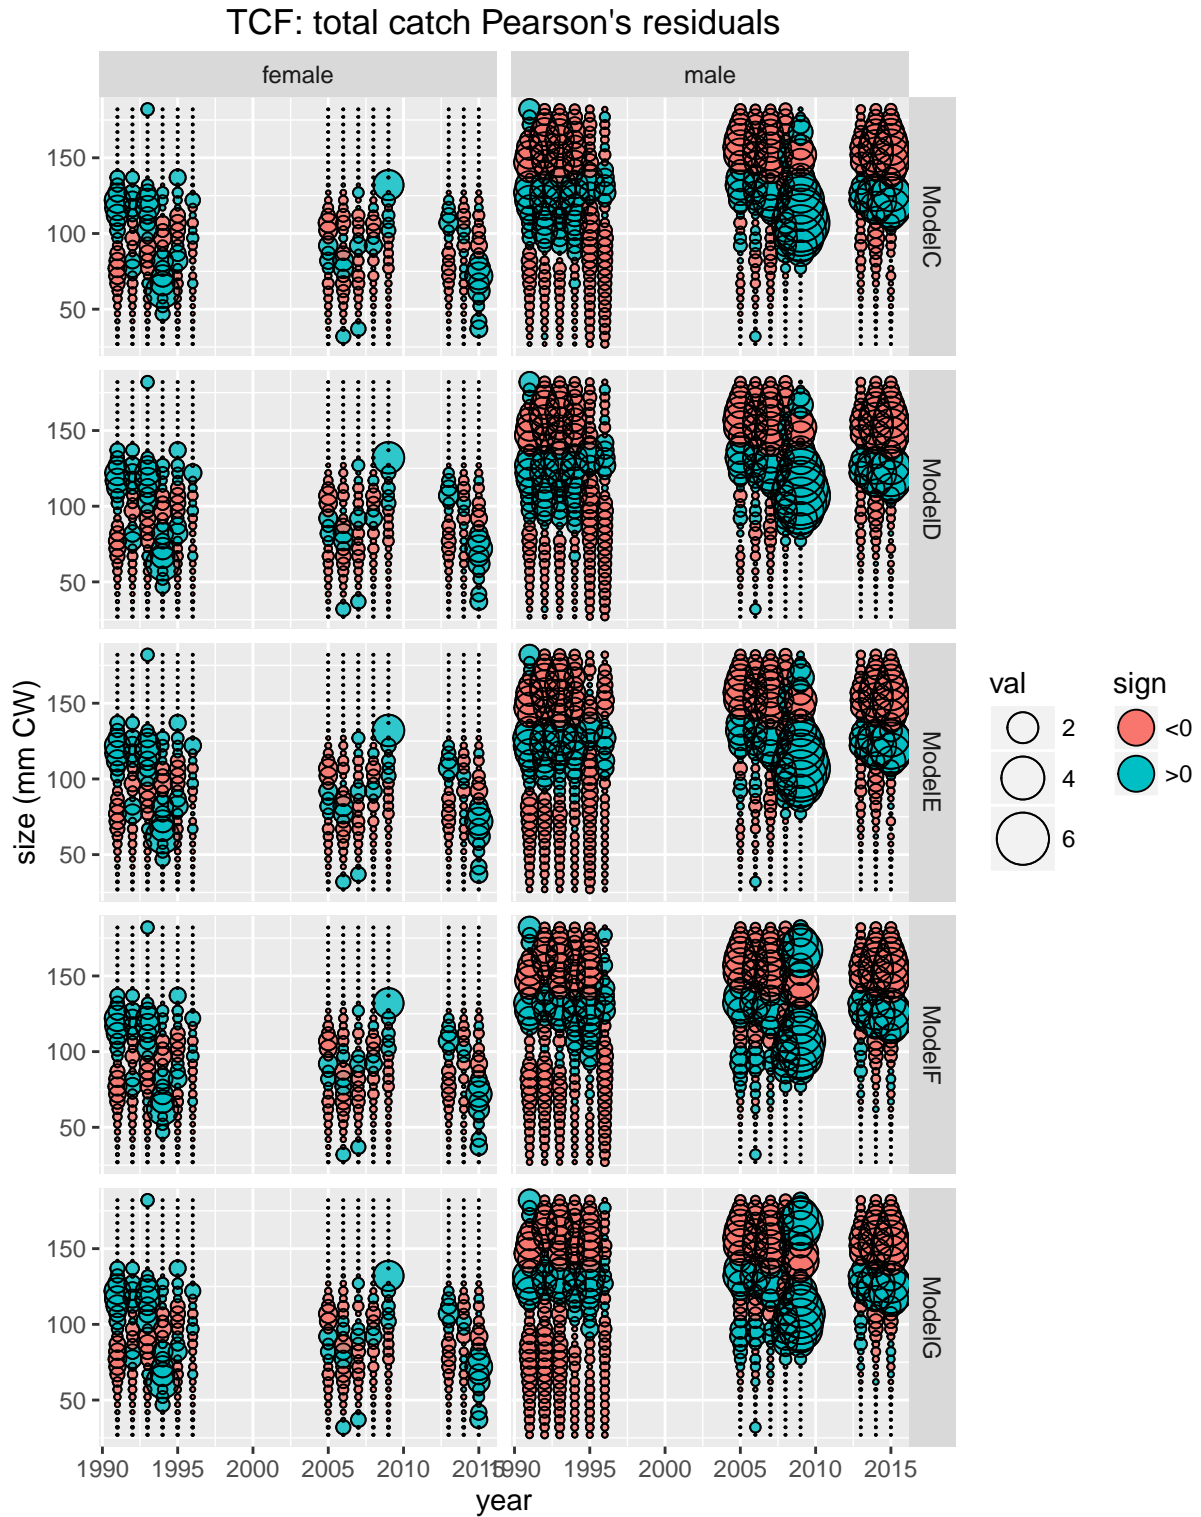 TCF: total catch Pearson's residuals
female
male
150
100
50
ModelC
150
100
50
ModelD
150
100
50
ModelE
150
100
50
ModelF
150
100
50
ModelG
size (mm CW)
1990
1995
2000
2005
2010
2015
1990
1995
2000
2005
2010
2015
year
val
2
4
6
sign
<0
>0